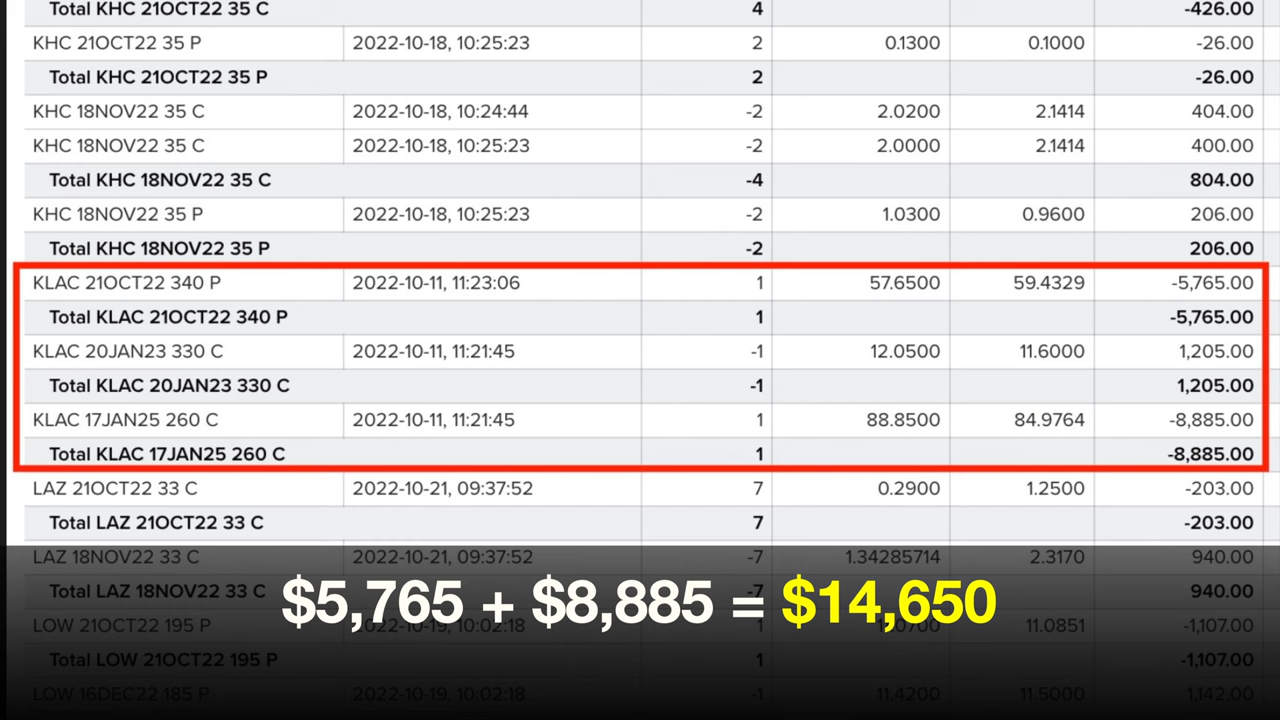 Total KHC 21OCT22 35 C 4 -426.00
KHC 21OCT22 35 P 2022-10-18, 10:25:23 2 0.1300 0.1000 -26.00
Total KHC 21OCT22 35 P 2 -26.00
KHC 18NOV22 35 C 2022-10-18, 10:24:44 -2 2.0200 2.1414 404.00
KHC 18NOV22 35 C 2022-10-18, 10:25:23 -2 2.0000 2.1414 400.00
Total KHC 18NOV22 35 C -4 804.00
KHC 18NOV22 35 P 2022-10-18, 10:25:23 -2 1.0300 0.9600 206.00
Total KHC 18NOV22 35 P -2 206.00
KLAC 21OCT22 340 P 2022-10-11, 11:23:06 1 57.6500 59.4329 -5,765.00
Total KLAC 21OCT22 340 P 1 -5,765.00
KLAC 20JAN23 330 C 2022-10-11, 11:21:45 -1 12.0500 11.6000 1,205.00
Total KLAC 20JAN23 330 C -1 1,205.00
KLAC 17JAN25 260 C 2022-10-11, 11:21:45 1 88.8500 84.9764 -8,885.00
Total KLAC 17JAN25 260 C 1 -8,885.00
LAZ 21OCT22 33 C 2022-10-21, 09:37:52 7 0.2900 1.2500 -203.00
Total LAZ 21OCT22 33 C 7 -203.00
LAZ 18NOV22 33 C 2022-10-21, 09:37:52 -7 1.34285714 2.3170 940.00
Total LAZ 18NOV22 33 C -7 940.00
$5,765 + $8,885 = $14,650
LOW 21OCT22 195 P 2022-10-19, 10:02:18 1 11.0851 -1,107.00
Total LOW 21OCT22 195 P 1 -1,107.00
LOW 16DEC22 185 P 2022-10-19, 10:02:18 -1 11.4200 11.5000 1,142.00